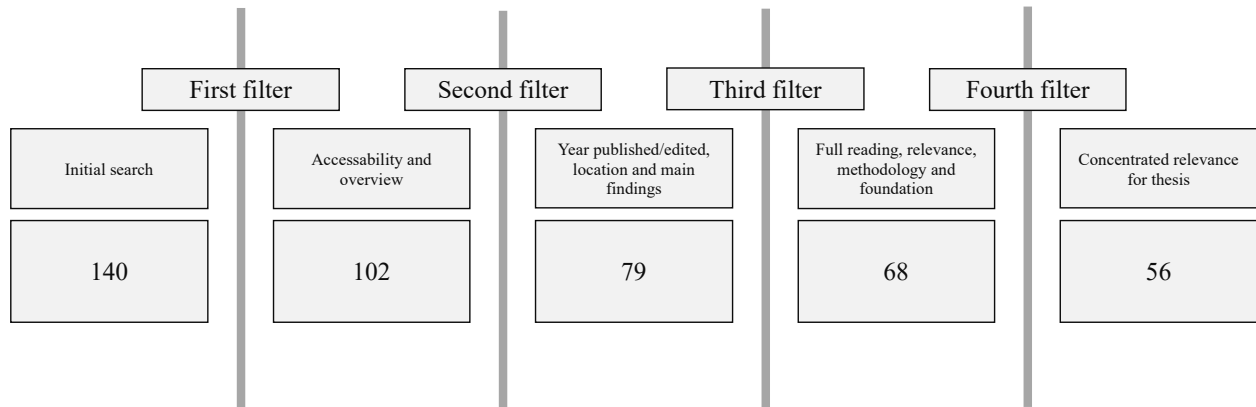 First filter
Second filter
Third filter
Fourth filter
Initial search
Accessability and
overview
Year published/edited,
location and main
findings
Full reading, relevance,
methodology and
foundation
Concentrated relevance
for thesis
140
102
79
68
56